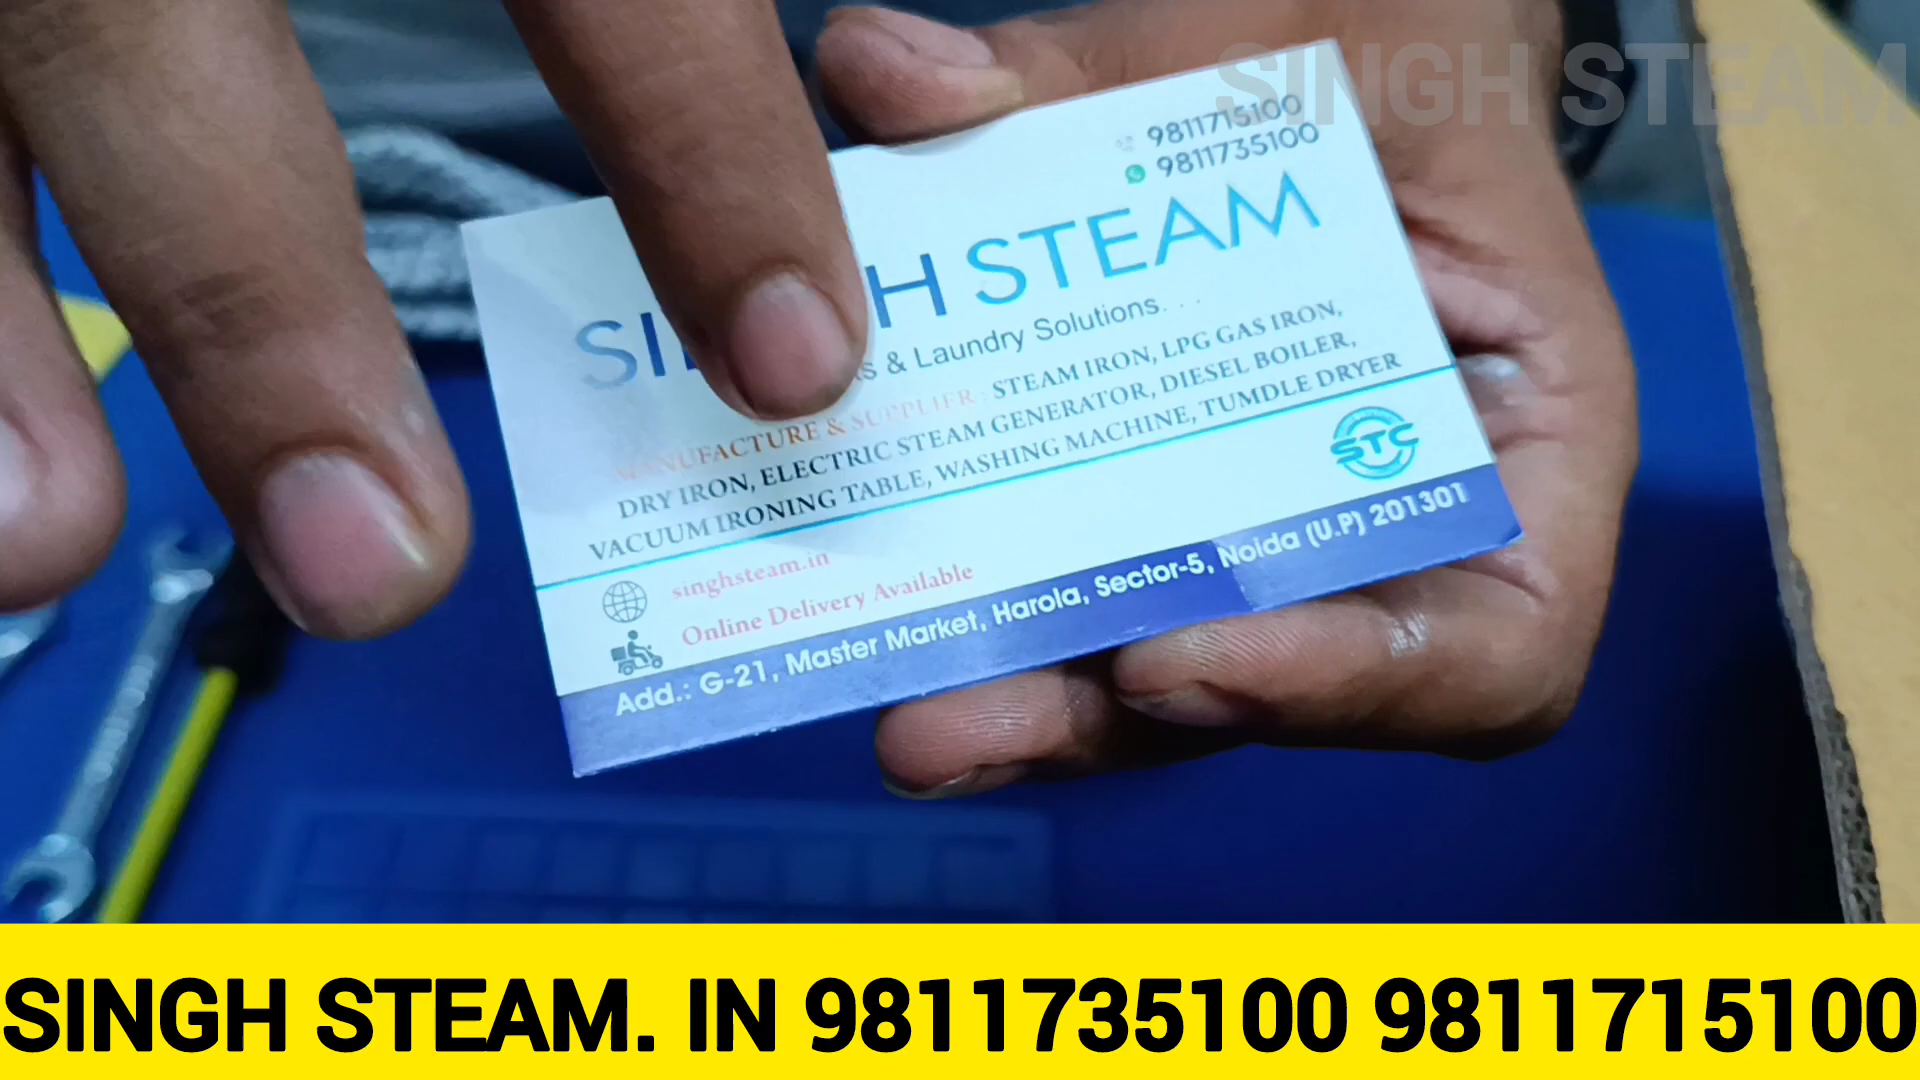 SINGH STEAM
9811715100
9811735100
STEAM
& Laundry Solutions. . .
MANUFACTURE & SUPPLIER : STEAM IRON, LPG GAS IRON,
DRY IRON, ELECTRIC STEAM GENERATOR, DIESEL BOILER,
VACUUM IRONING TABLE, WASHING MACHINE, TUMDLE DRYER
STC
singhsteam.in
Online Delivery Available
Add.: G-21, Master Market, Harola, Sector-5, Noida (U.P) 201301
SINGH STEAM. IN 9811735100 9811715100